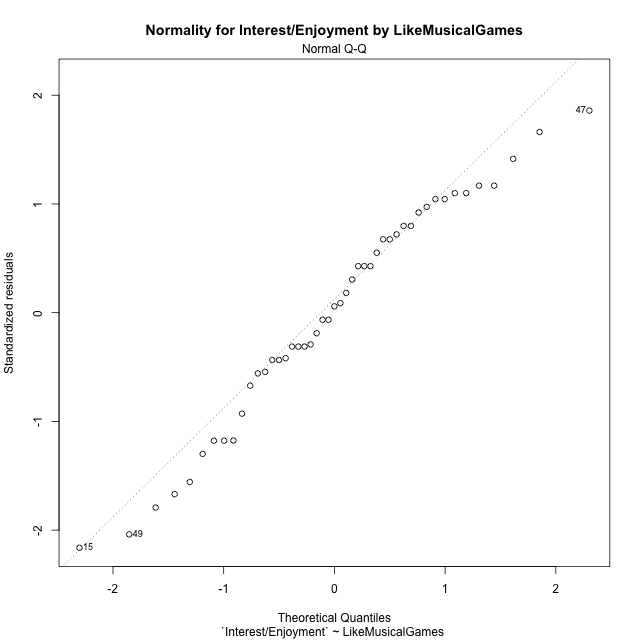 Normality for Interest/Enjoyment by LikeMusicalGames
Normal Q-Q
Standardized residuals
2
1
0
-1
-2
47
49
15
-2 -1 0 1 2
Theoretical Quantiles
`Interest/Enjoyment` ~ LikeMusicalGames